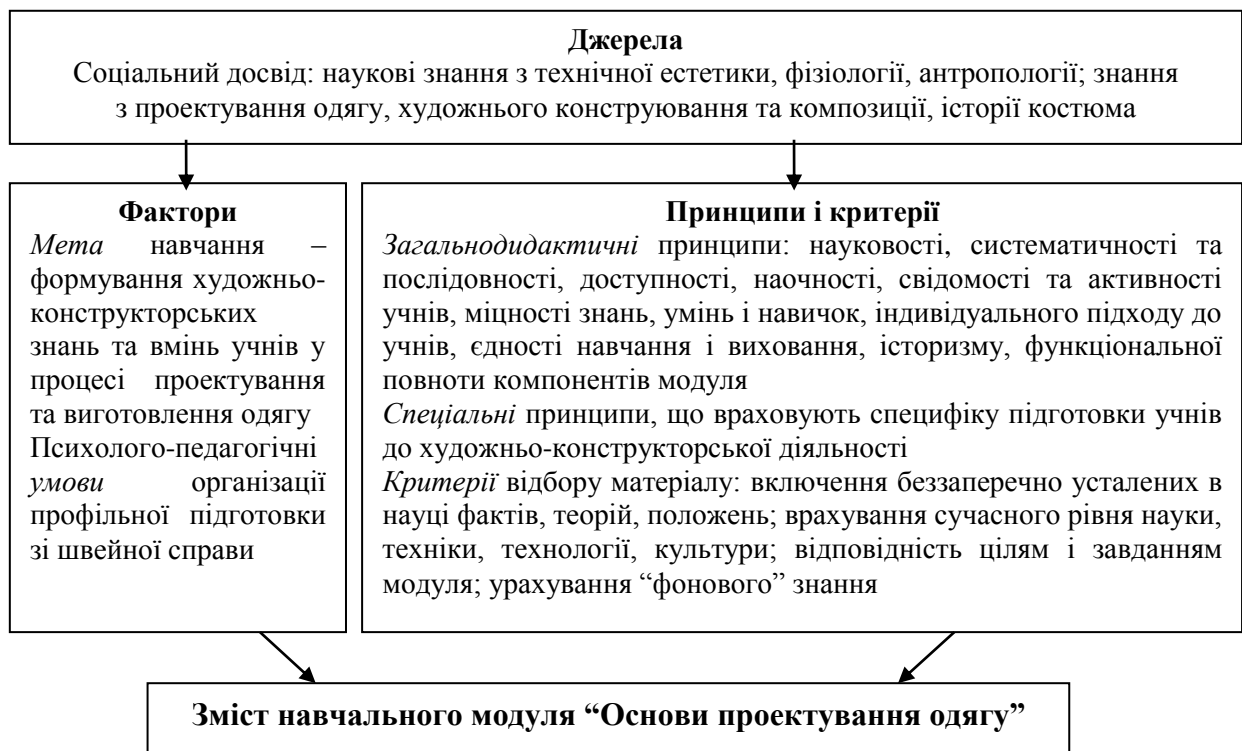 Джерела
Соціальний досвід: наукові знання з технічної естетики, фізіології, антропології; знання
з проектування одягу, художнього конструювання та композиції, історії костюма
Фактори
Мета навчання –
формування художньо-
конструкторських
знань та вмінь учнів у
процесі проектування
та виготовлення одягу
Психолого-педагогічні
умови організації
профільної підготовки
зі швейної справи
Принципи і критерії
Загальнодидактичні принципи: науковості, систематичності та
послідовності, доступності, наочності, свідомості та активності
учнів, міцності знань, умінь і навичок, індивідуального підходу до
учнів, єдності навчання і виховання, історизму, функціональної
повноти компонентів модуля
Спеціальні принципи, що враховують специфіку підготовки учнів
до художньо-конструкторської діяльності
Критерії відбору матеріалу: включення беззаперечно усталених в
науці фактів, теорій, положень; врахування сучасного рівня науки,
техніки, технології, культури; відповідність цілям і завданням
модуля; урахування “фонового” знання
Зміст навчального модуля “Основи проектування одягу”